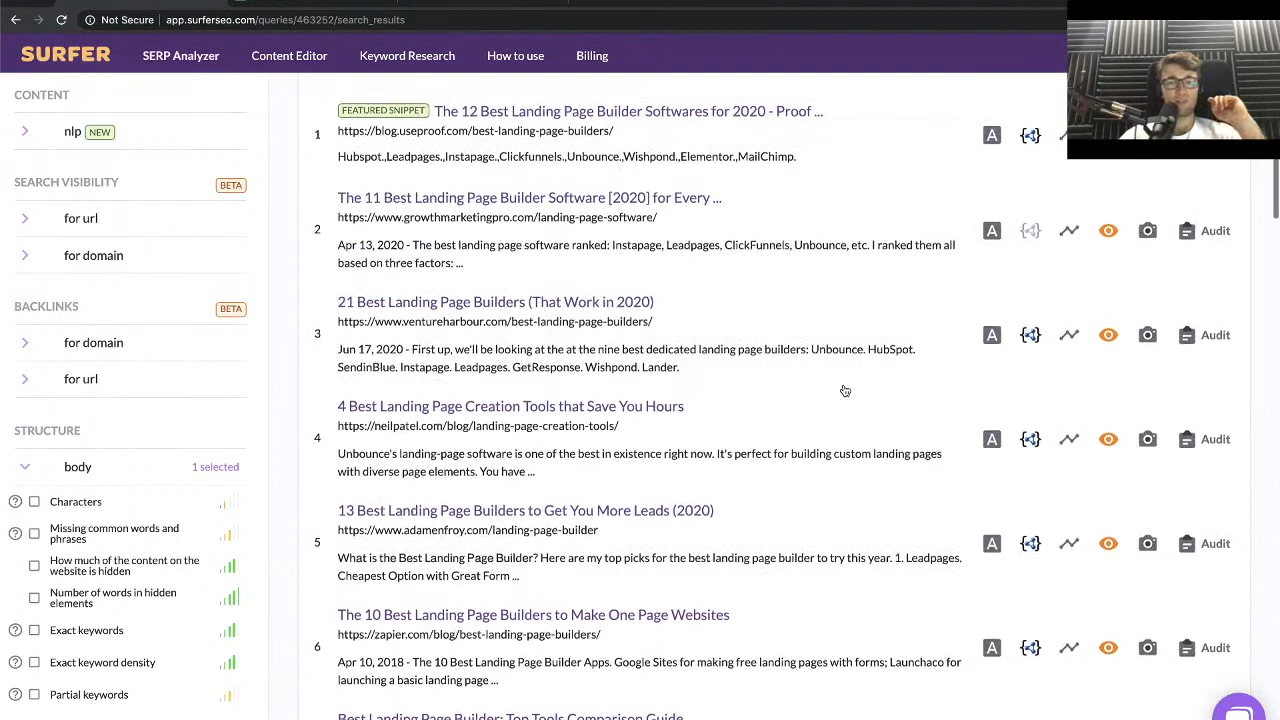 Not Secure | app.surferseo.com/queries/463252/search_results
SURFER
SERP Analyzer
Content Editor
Research
Billing
CONTENT
nlp NEW
SEARCH VISIBILITY
BETA
for url
for domain
BACKLINKS
BETA
for domain
for url
STRUCTURE
body
1 selected
Characters
Missing common words and
phrases
How much of the content on the
website is hidden
Number of words in hidden
elements
Exact keywords
Exact keyword density
Partial keywords
1
FEATURED The 12 Best Landing Page Builder Softwares for 2020 - Proof ...
Hubspot.,Leadpages.,Instapage.,Clickfunnels.,Unbounce.,Wishpond.,Elementor.,MailChimp.
2
The 11 Best Landing Page Builder Software [2020] for Every ...
https://www.growthmarketingpro.com/landing-page-software/
Apr 13, 2020 - The best landing page software ranked: Instapage, Leadpages, ClickFunnels, Unbounce, etc. I ranked them all
based on three factors: ...
Audit
3
21 Best Landing Page Builders (That Work in 2020)
https://www.ventureharbour.com/best-landing-page-builders/
Jun 17, 2020 - First up, we'll be looking at the at the nine best dedicated landing page builders: Unbounce. HubSpot.
SendinBlue. Instapage. Leadpages. GetResponse. Wishpond. Lander.
Audit
4
4 Best Landing Page Creation Tools that Save You Hours
https://neilpatel.com/blog/landing-page-creation-tools/
Unbounce's landing page software is one of the best in existence right now. It's perfect for building custom landing pages
with diverse page elements. You have ...
Audit
5
13 Best Landing Page Builders to Get You More Leads (2020)
https://www.adamenfroy.com/landing-page-builder
What is the Best Landing Page Builder? Here are my top picks for the best landing page builder to try this year. 1. Leadpages.
Cheapest Option with Great Form ...
Audit
6
The 10 Best Landing Page Builders to Make One Page Websites
https://zapier.com/blog/best-landing-page-builders/
Apr 10, 2019 - The 10 Best Landing Page Builder Apps. Google Sites for making free landing pages with forms; Launchaco for
launching a basic landing page ...
Audit
Best Landing Page Builder: Top Tools Comparison Guide